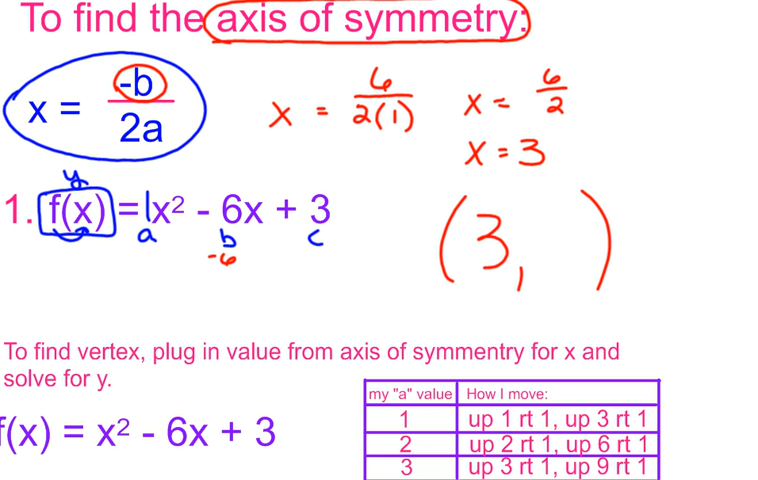 To find the axis of symmetry:
x = -b / 2a
x = 6 / 2(1)
x = 6 / 2
x = 3
y
1. f(x) = 1x² - 6x + 3
a b c
-6
(3, )
To find vertex, plug in value from axis of symmentry for x and
solve for y.
f(x) = x² - 6x + 3
my "a" value How I move:
1 up 1 rt 1, up 3 rt 1
2 up 2 rt 1, up 6 rt 1
3 up 3 rt 1, up 9 rt 1